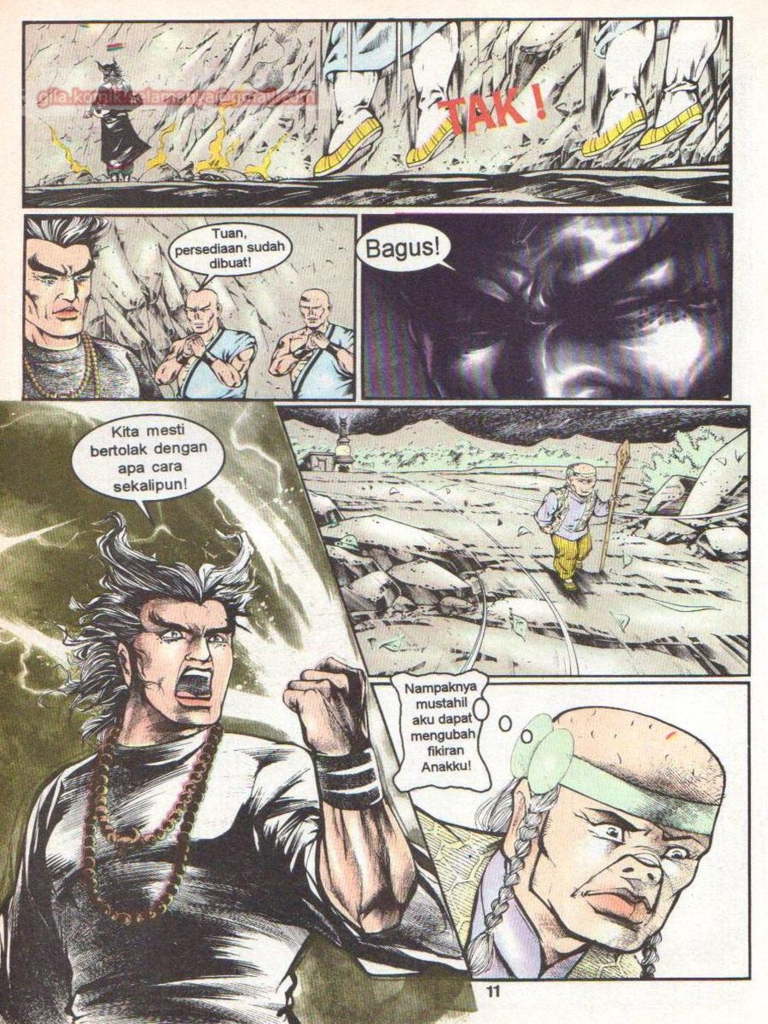 TAK!
Tuan,
persediaan sudah
dibuat!
Bagus!
Kita mesti
bertolak dengan
apa cara
sekalipun!
Nampaknya
mustahil
aku dapat
mengubah
fikiran
Anakku!
11